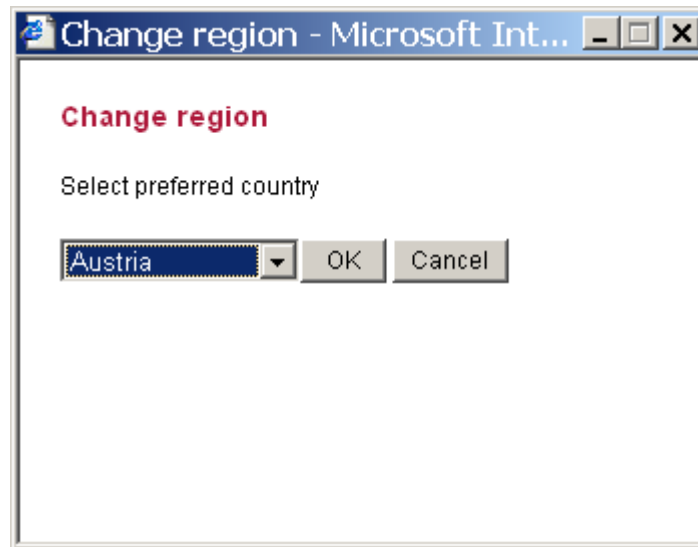 Change region - Microsoft Int...
Change region
Select preferred country
Austria OK Cancel